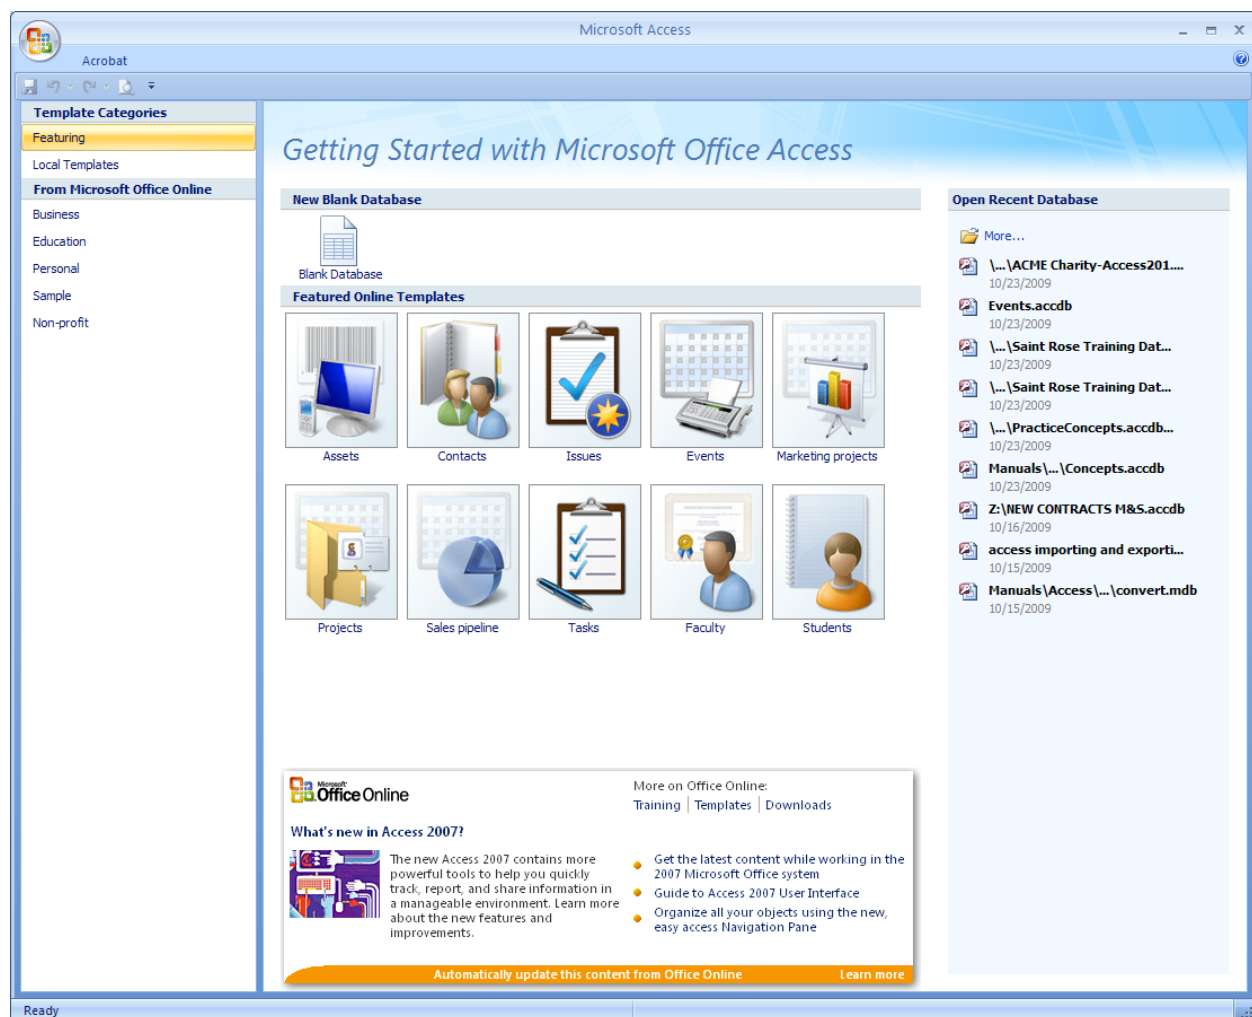 Microsoft Access
Acrobat
Template Categories
Featuring
Local Templates
From Microsoft Office Online
Business
Education
Personal
Sample
Non-profit
Getting Started with Microsoft Office Access
New Blank Database
Blank Database
Featured Online Templates
Assets
Contacts
Issues
Events
Marketing projects
Projects
Sales pipeline
Tasks
Faculty
Students
Open Recent Database
More...
\...\ACME Charity-Access201....
10/23/2009
Events.accdb
10/23/2009
\...\Saint Rose Training Dat...
10/23/2009
\...\Saint Rose Training Dat...
10/23/2009
\...\PracticeConcepts.accdb...
10/23/2009
Manuals\...\Concepts.accdb
10/23/2009
Z:\NEW CONTRACTS M&S.accdb
10/16/2009
access importing and exporti...
10/15/2009
Manuals\Access\...\convert.mdb
10/15/2009
Microsoft
Office Online
More on Office Online:
Training | Templates | Downloads
What's new in Access 2007?
The new Access 2007 contains more
powerful tools to help you quickly
track, report, and share information in
a manageable environment. Learn more
about the new features and
improvements.
Get the latest content while working in the
2007 Microsoft Office system
Guide to Access 2007 User Interface
Organize all your objects using the new,
easy access Navigation Pane
Automatically update this content from Office Online
Learn more
Ready